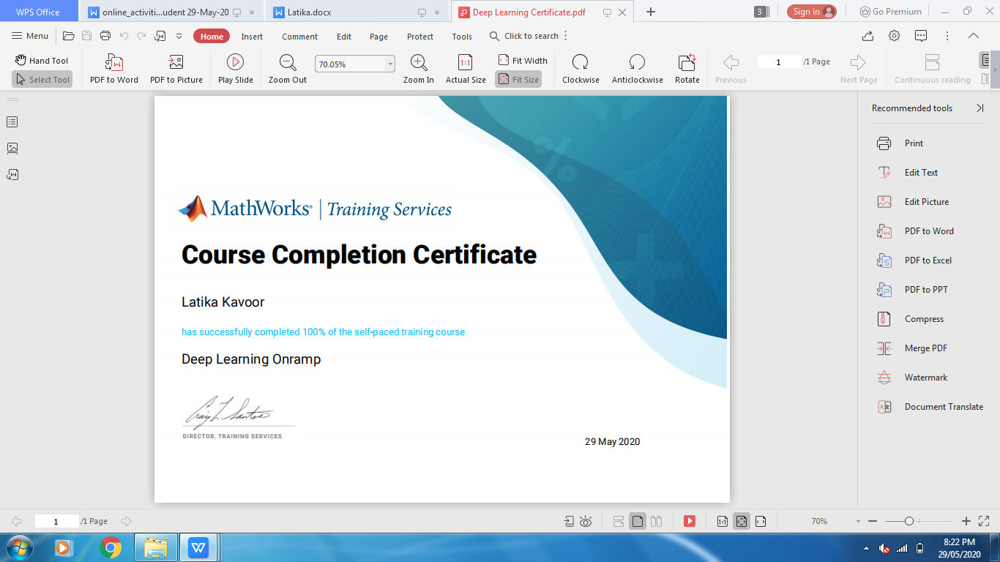 WPS Office
online_activiti...udent 29-May-20
Latika.docx
Deep Learning Certificate.pdf
3
Sign in
Go Premium
Menu
Home
Insert
Comment
Edit
Page
Protect
Tools
Click to search
Hand Tool
Select Tool
PDF to Word
PDF to Picture
Play Slide
Zoom Out
70.05%
Zoom In
1:1
Actual Size
Fit Width
Fit Size
Clockwise
Anticlockwise
Rotate
Previous
1 /1 Page
Next Page
Continuous reading
MathWorks® | Training Services
Course Completion Certificate
Latika Kavoor
has successfully completed 100% of the self-paced training course
Deep Learning Onramp
Craig L Santos
DIRECTOR, TRAINING SERVICES
29 May 2020
Recommended tools
Print
Edit Text
Edit Picture
PDF to Word
PDF to Excel
PDF to PPT
Compress
Merge PDF
Watermark
Document Translate
1 /1 Page
1:1
70%
8:22 PM
29/05/2020